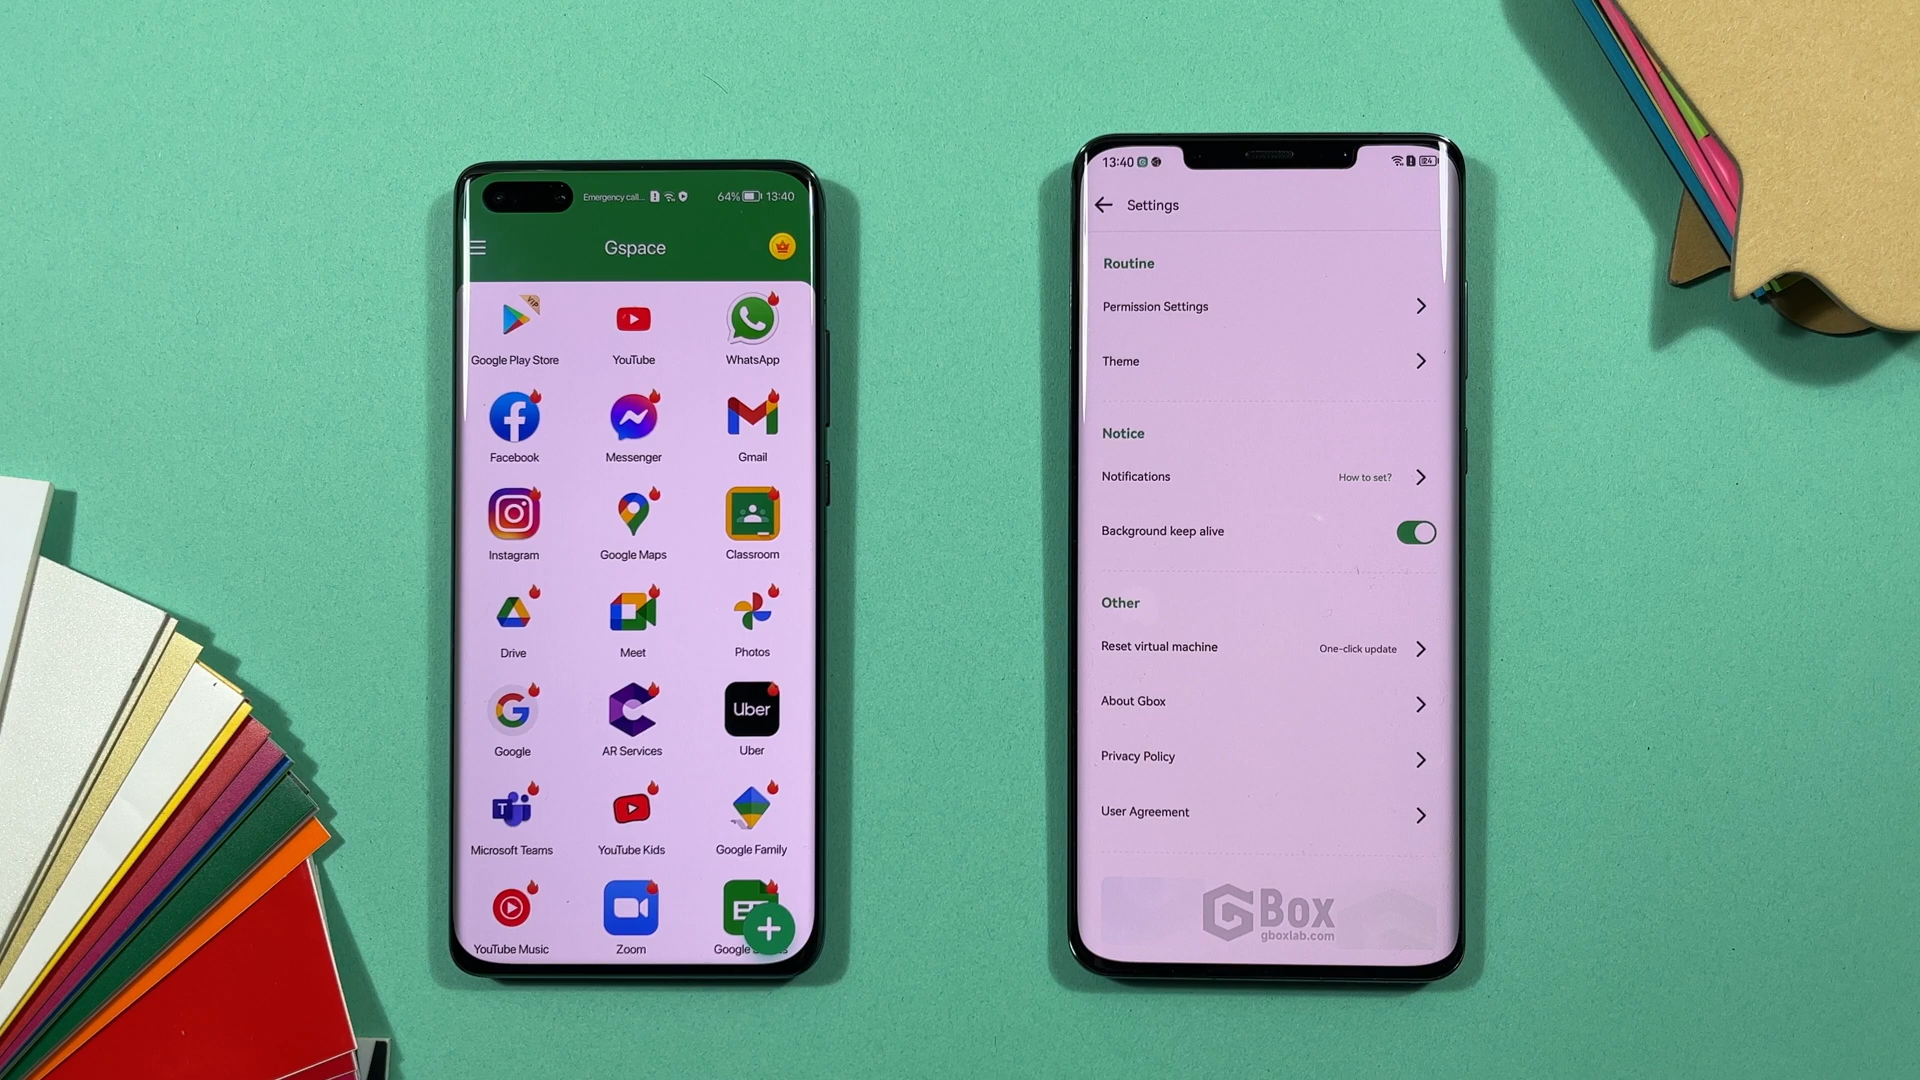 Emergency call... 64% 13:40
Gspace
VIP
Google Play Store YouTube WhatsApp
Facebook Messenger Gmail
Instagram Google Maps Classroom
Drive Meet Photos
Uber
Google AR Services Uber
T
Microsoft Teams YouTube Kids Google Family
YouTube Music Zoom Google
13:40 24
Settings
Routine
Permission Settings
Theme
Notice
Notifications How to set?
Background keep alive
Other
Reset virtual machine One-click update
About Gbox
Privacy Policy
User Agreement
GBox
gboxlab.com